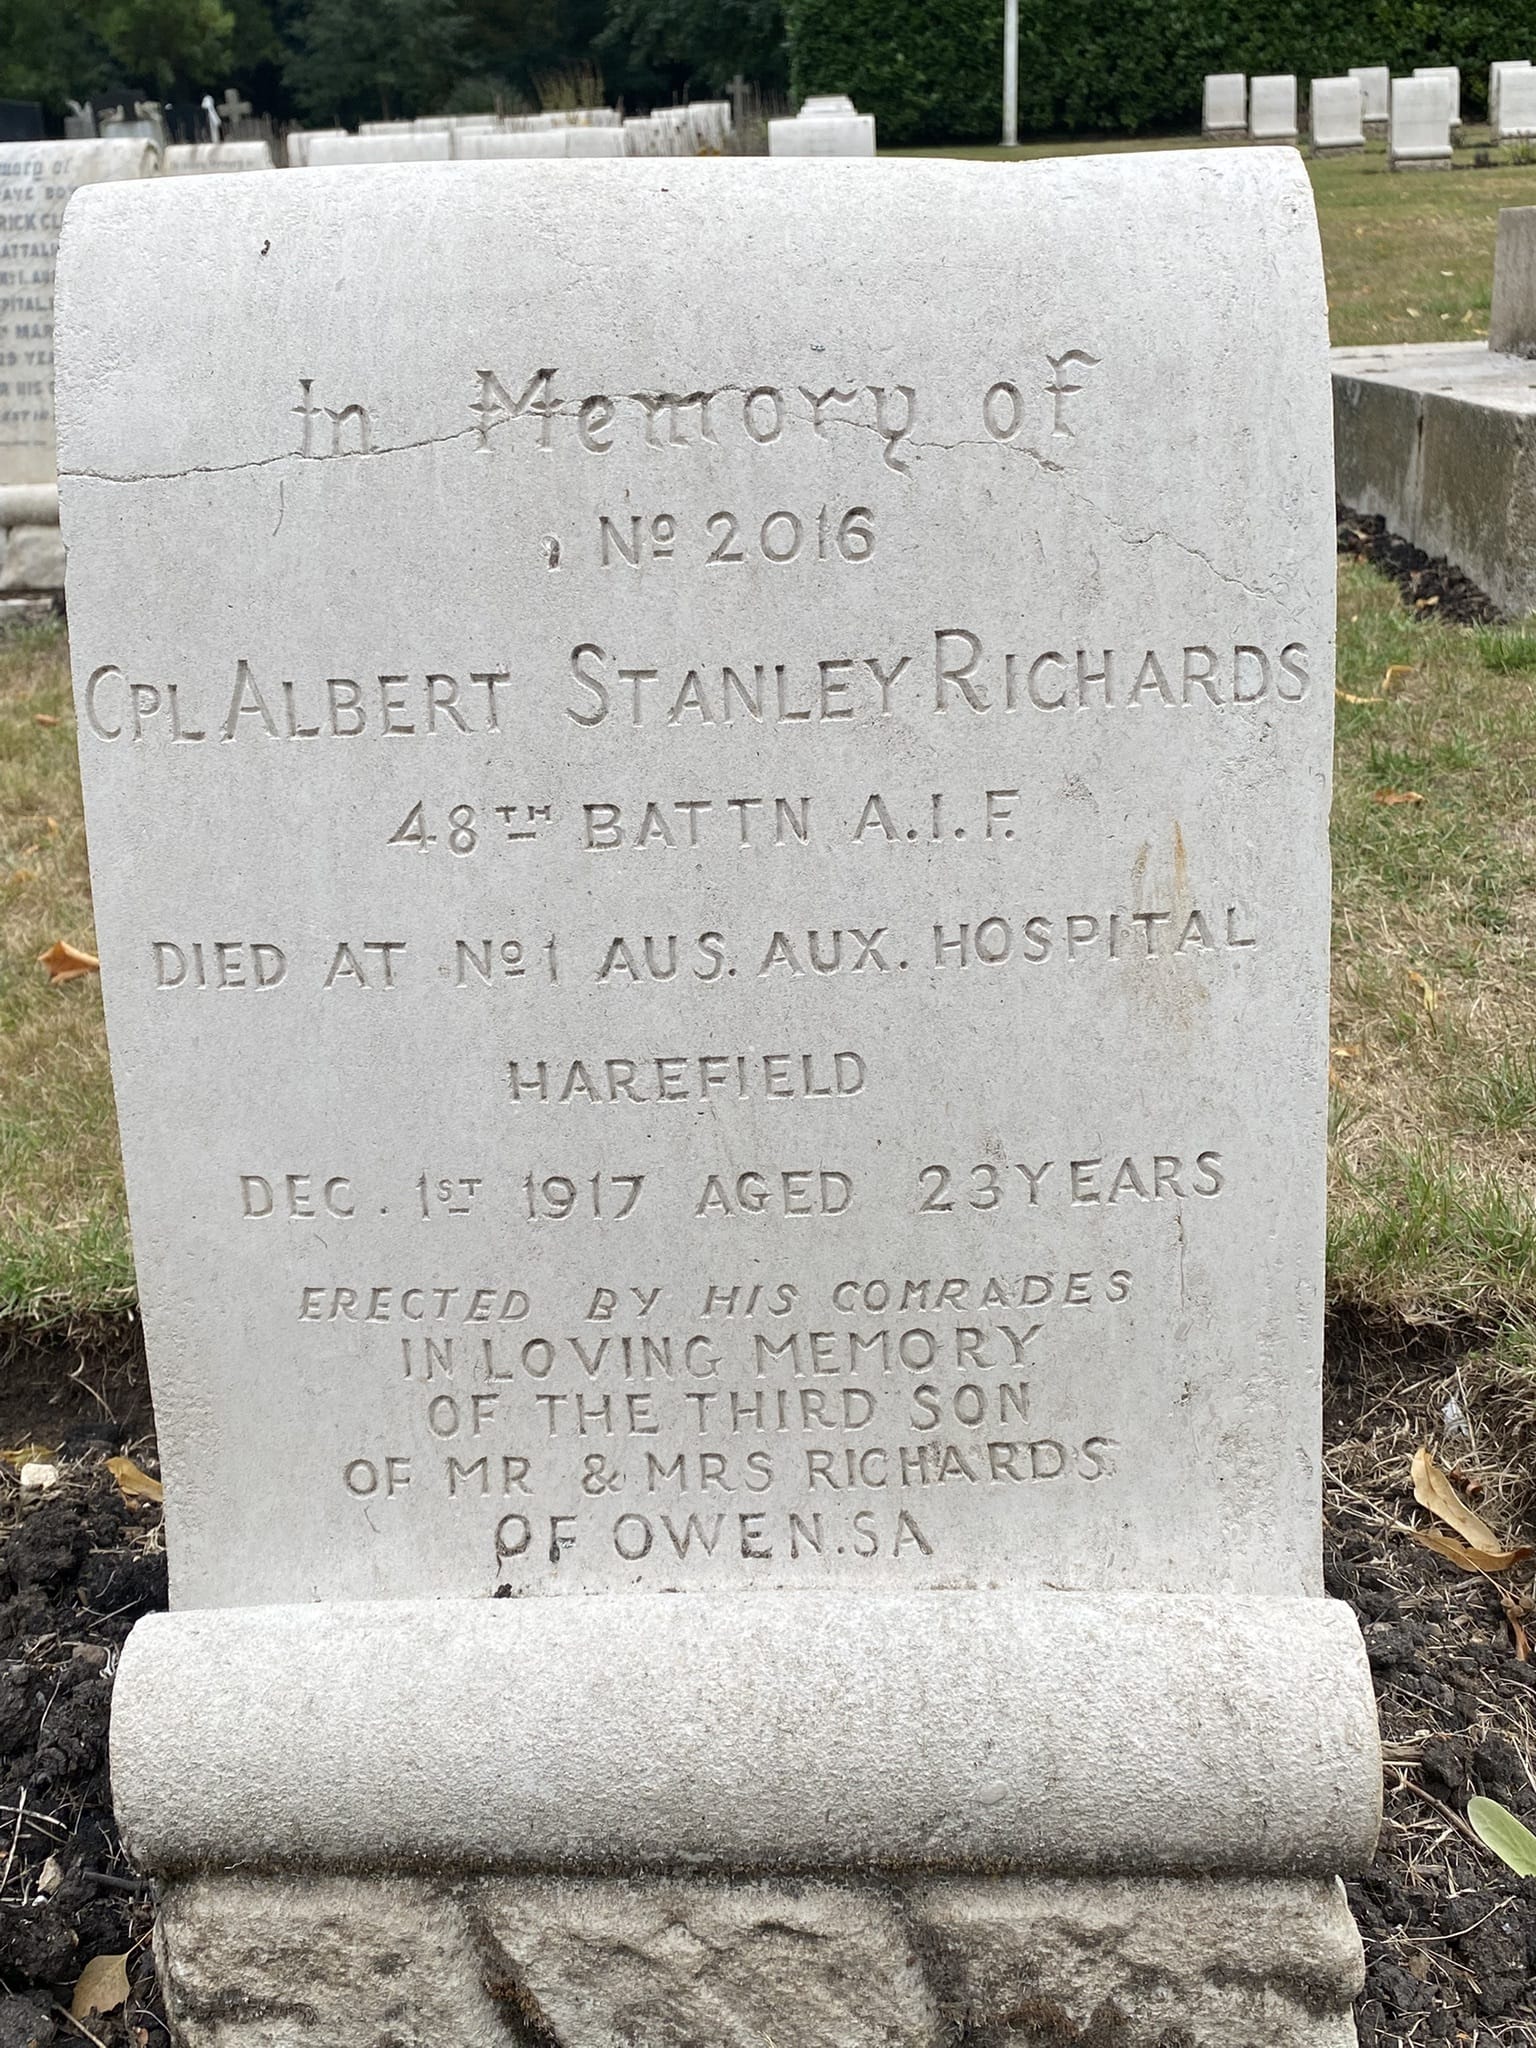 In Memory of
No 2016
CPL ALBERT STANLEY RICHARDS
48TH BATTN A.I.F.
DIED AT No 1 AUS. AUX. HOSPITAL
HAREFIELD
DEC. 1ST 1917 AGED 23 YEARS
ERECTED BY HIS COMRADES
IN LOVING MEMORY
OF THE THIRD SON
OF MR & MRS RICHARDS
OF OWEN.SA